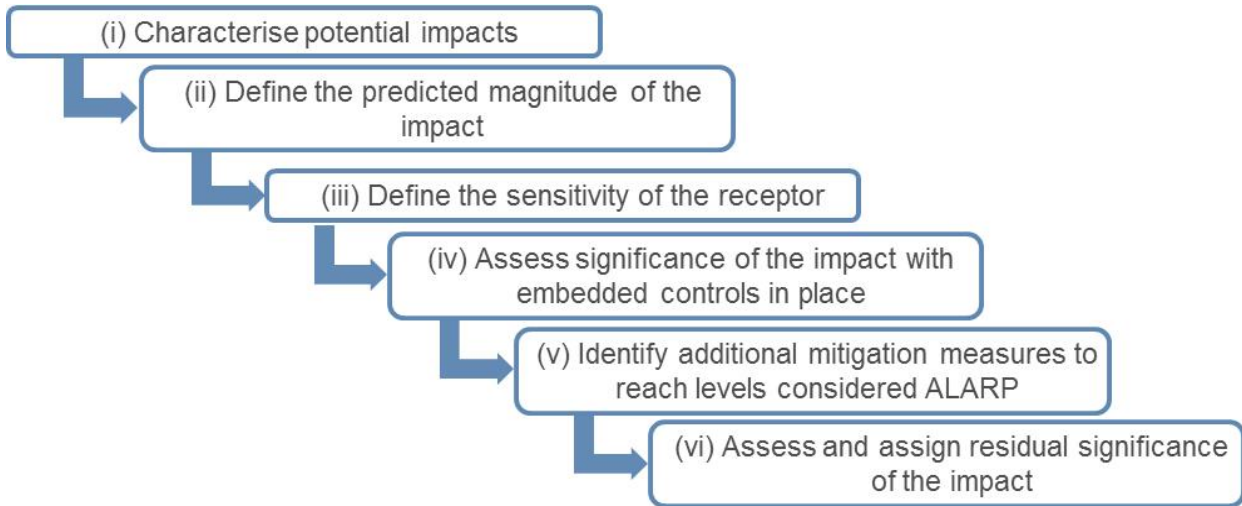 (i) Characterise potential impacts
(ii) Define the predicted magnitude of the
impact
(iii) Define the sensitivity of the receptor
(iv) Assess significance of the impact with
embedded controls in place
(v) Identify additional mitigation measures to
reach levels considered ALARP
(vi) Assess and assign residual significance
of the impact